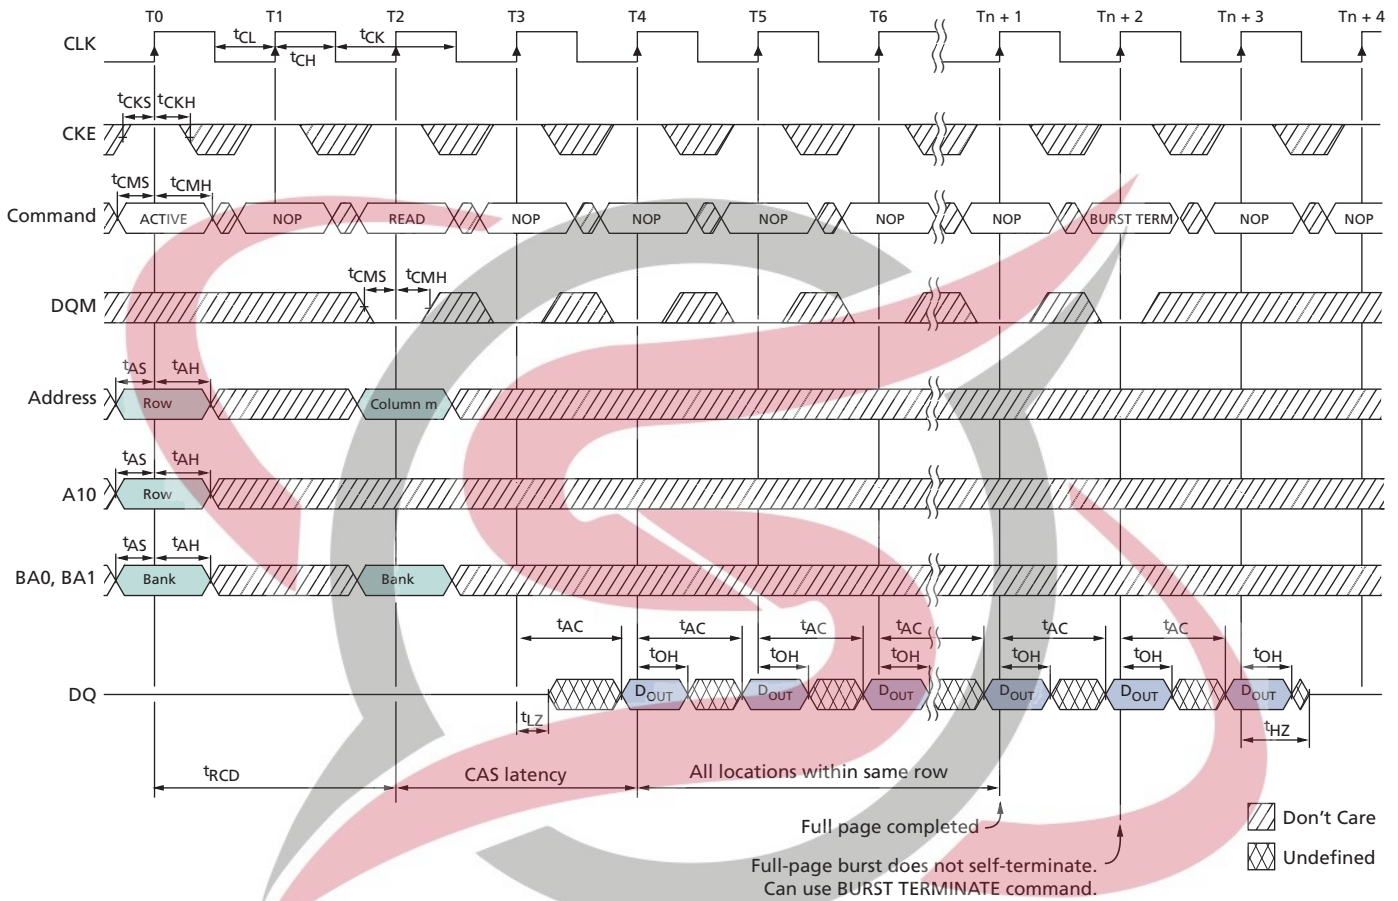 T0 T1 T2 T3 T4 T5 T6 Tn + 1 Tn + 2 Tn + 3 Tn + 4
CLK
tCL tCK
tCH
tCKS tCKH
CKE
tCMS tCMH
Command ACTIVE NOP READ NOP NOP NOP NOP NOP BURST TERM NOP NOP
tCMS tCMH
DQM
tAS tAH
Address Row Column m
tAS tAH
A10 Row
tAS tAH
BA0, BA1 Bank Bank
tAC tAC tAC tAC tAC tAC
tOH tOH tOH tOH tOH tOH
DQ DOUT DOUT DOUT DOUT DOUT DOUT
tLZ tHZ
tRCD CAS latency All locations within same row
Full page completed
Full-page burst does not self-terminate.
Can use BURST TERMINATE command.
Don't Care
Undefined